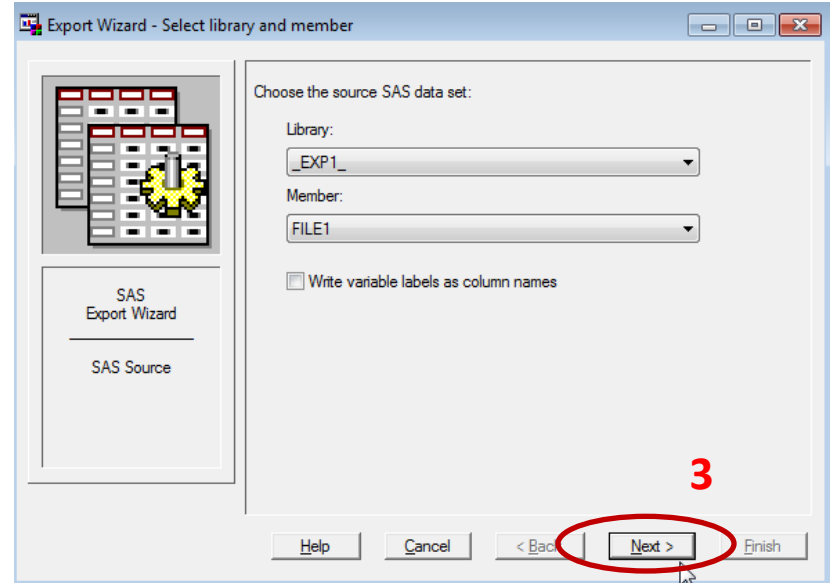 Export Wizard - Select library and member
Choose the source SAS data set:
Library:
_EXP1_
Member:
FILE1
Write variable labels as column names
SAS
Export Wizard
SAS Source
3
Help Cancel < Back Next > Finish